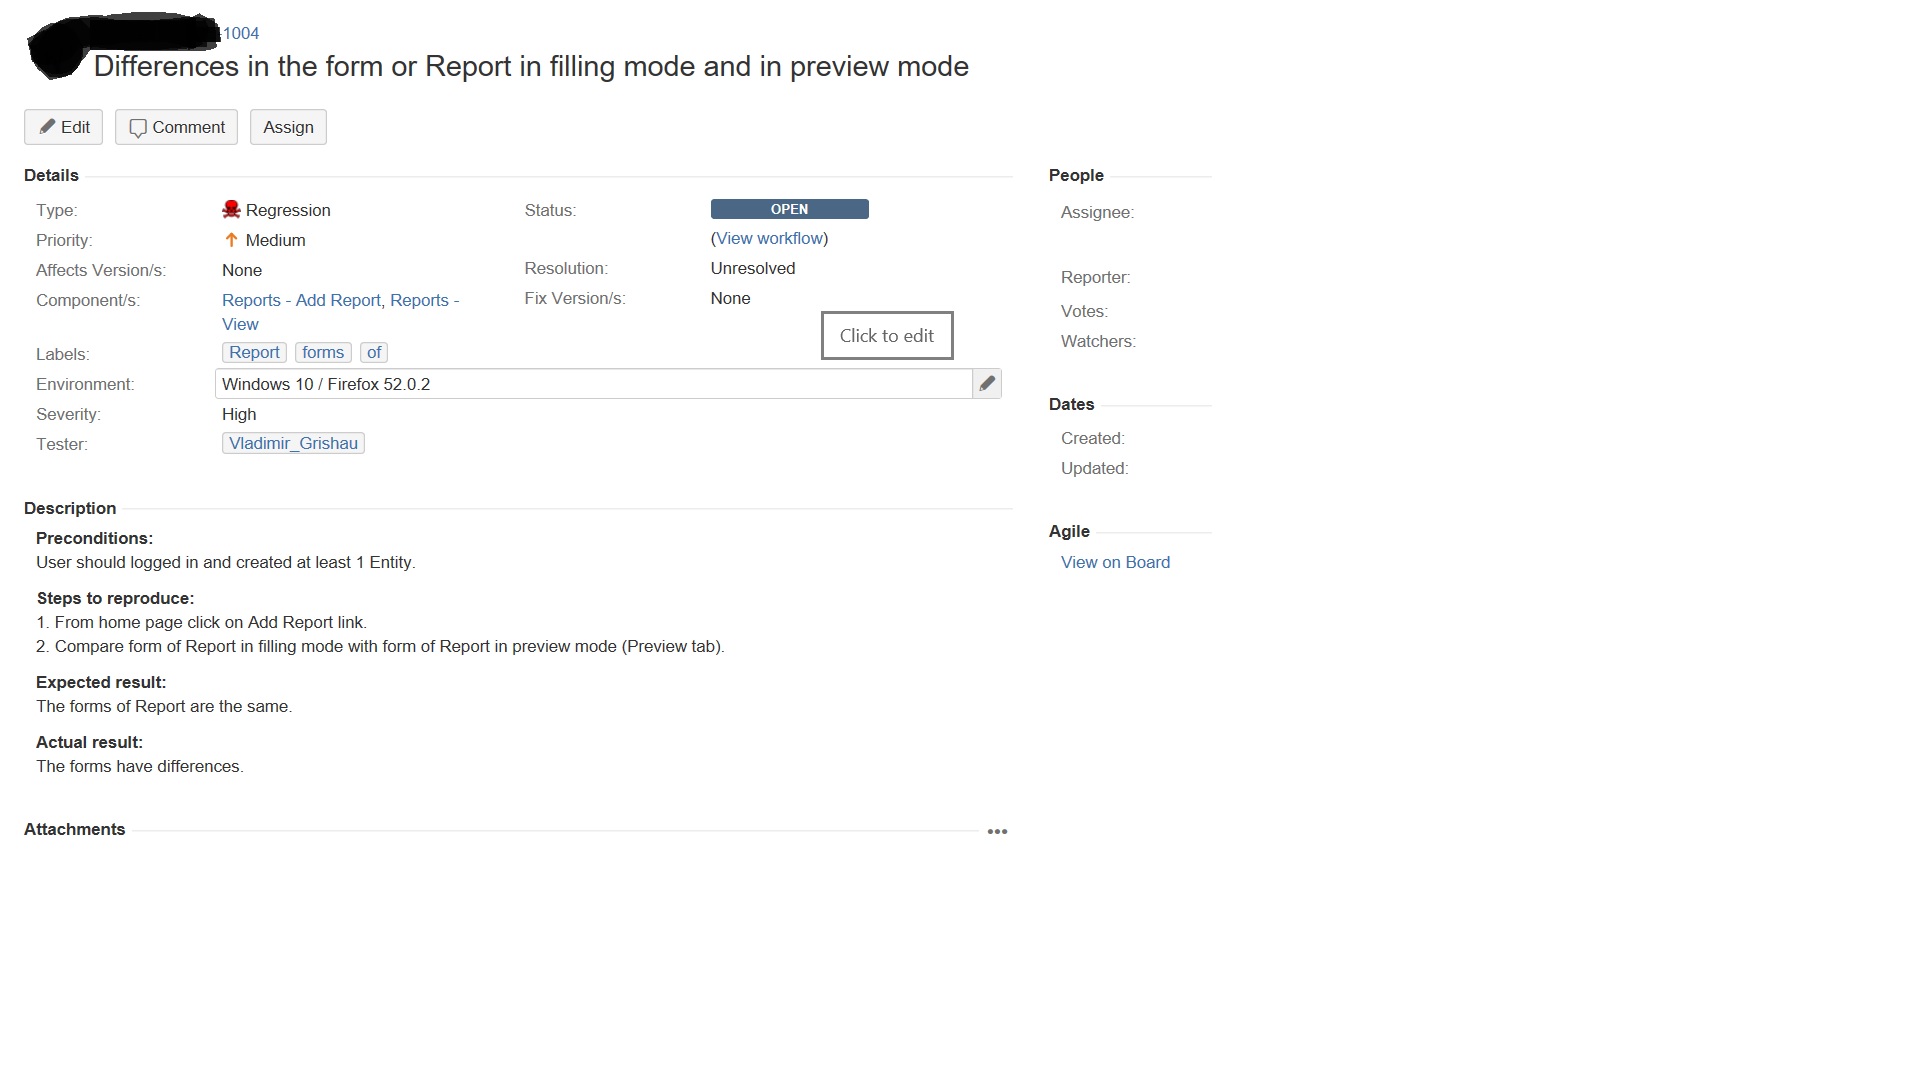 1004
Differences in the form or Report in filling mode and in preview mode
Edit
Comment
Assign
Details
Type: Regression
Priority: Medium
Affects Version/s: None
Component/s: Reports - Add Report, Reports -
View
Labels: Report forms of
Environment: Windows 10 / Firefox 52.0.2
Severity: High
Tester: Vladimir_Grishau
Status: OPEN
(View workflow)
Resolution: Unresolved
Fix Version/s: None
Click to edit
Description
Preconditions:
User should logged in and created at least 1 Entity.
Steps to reproduce:
1. From home page click on Add Report link.
2. Compare form of Report in filling mode with form of Report in preview mode (Preview tab).
Expected result:
The forms of Report are the same.
Actual result:
The forms have differences.
Attachments
People
Assignee:
Reporter:
Votes:
Watchers:
Dates
Created:
Updated:
Agile
View on Board